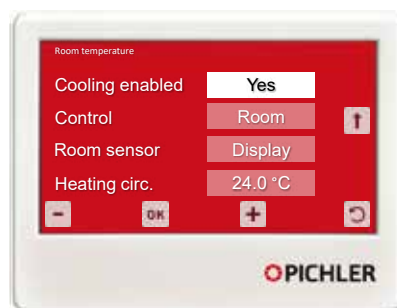 Room temperature
Cooling enabled Yes
Control Room
Room sensor Display
Heating circ. 24.0 °C
- OK +
PICHLER